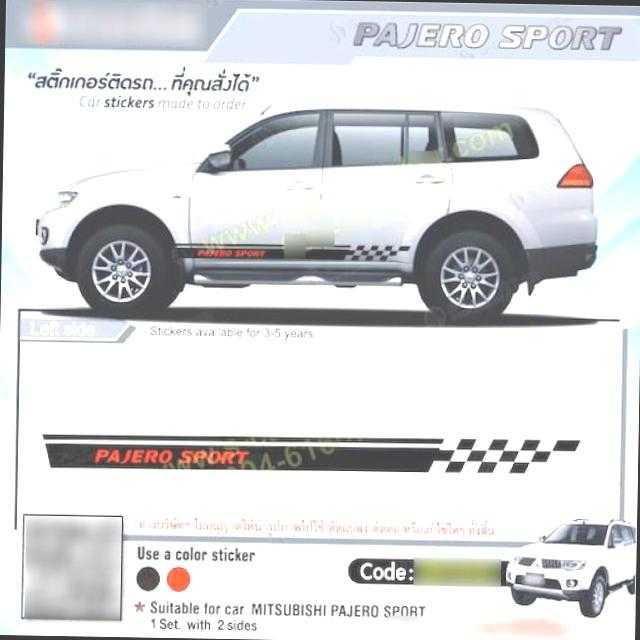 PAJERO SPORT
“สติ๊กเกอร์ติดรถ... ที่คุณสั่งได้”
Car stickers made to order
PAJERO SPORT
Left side
Stickers available for 3-5 years
PAJERO SPORT
Use a color sticker
Code:
★ Suitable for car MITSUBISHI PAJERO SPORT
1 Set. with 2 sides